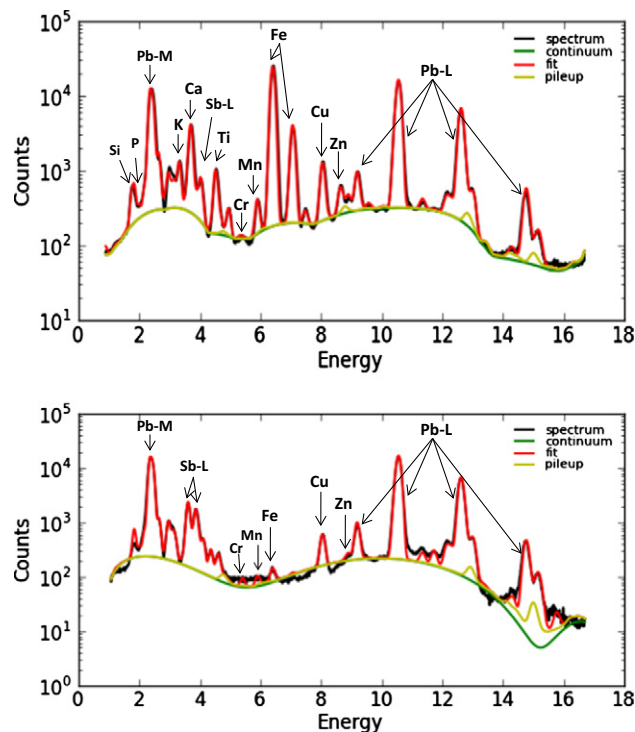 10^5
10^4
10^3
10^2
10^1
Counts
Pb-M
Si
P
K
Ca
Sb-L
Ti
Cr
Mn
Fe
Cu
Zn
Pb-L
spectrum
continuum
fit
pileup
0 2 4 6 8 10 12 14 16 18
Energy
10^5
10^4
10^3
10^2
10^1
10^0
Counts
Pb-M
Sb-L
Cr
Mn
Fe
Cu
Zn
Pb-L
spectrum
continuum
fit
pileup
0 2 4 6 8 10 12 14 16 18
Energy